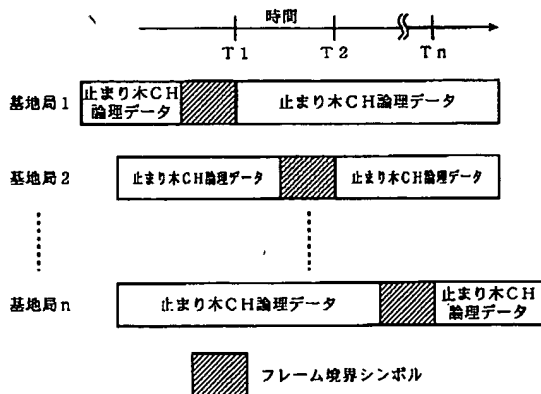 時間
T1 T2 Tn
基地局1
止まり木CH
論理データ
止まり木CH論理データ
基地局2
止まり木CH論理データ
止まり木CH論理データ
基地局n
止まり木CH論理データ
止まり木CH
論理データ
フレーム境界シンボル